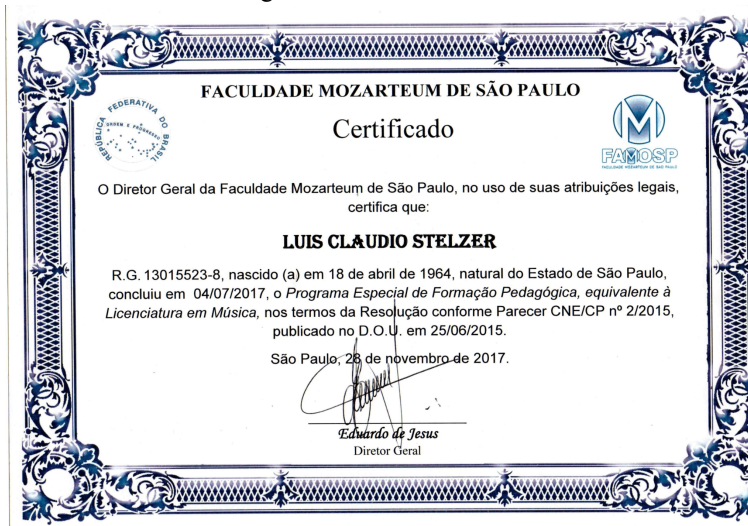 FACULDADE MOZARTEUM DE SÃO PAULO
Certificado
REPÚBLICA FEDERATIVA DO BRASIL
ORDEM E PROGRESSO
M
FAMOSP
FACULDADE MOZARTEUM DE SÃO PAULO
O Diretor Geral da Faculdade Mozarteum de São Paulo, no uso de suas atribuições legais,
certifica que:
LUIS CLAUDIO STELZER
R.G. 13015523-8, nascido (a) em 18 de abril de 1964, natural do Estado de São Paulo,
concluiu em 04/07/2017, o Programa Especial de Formação Pedagógica, equivalente à
Licenciatura em Música, nos termos da Resolução conforme Parecer CNE/CP nº 2/2015,
publicado no D.O.U. em 25/06/2015.
São Paulo, 28 de novembro de 2017.
Eduardo de Jesus
Diretor Geral